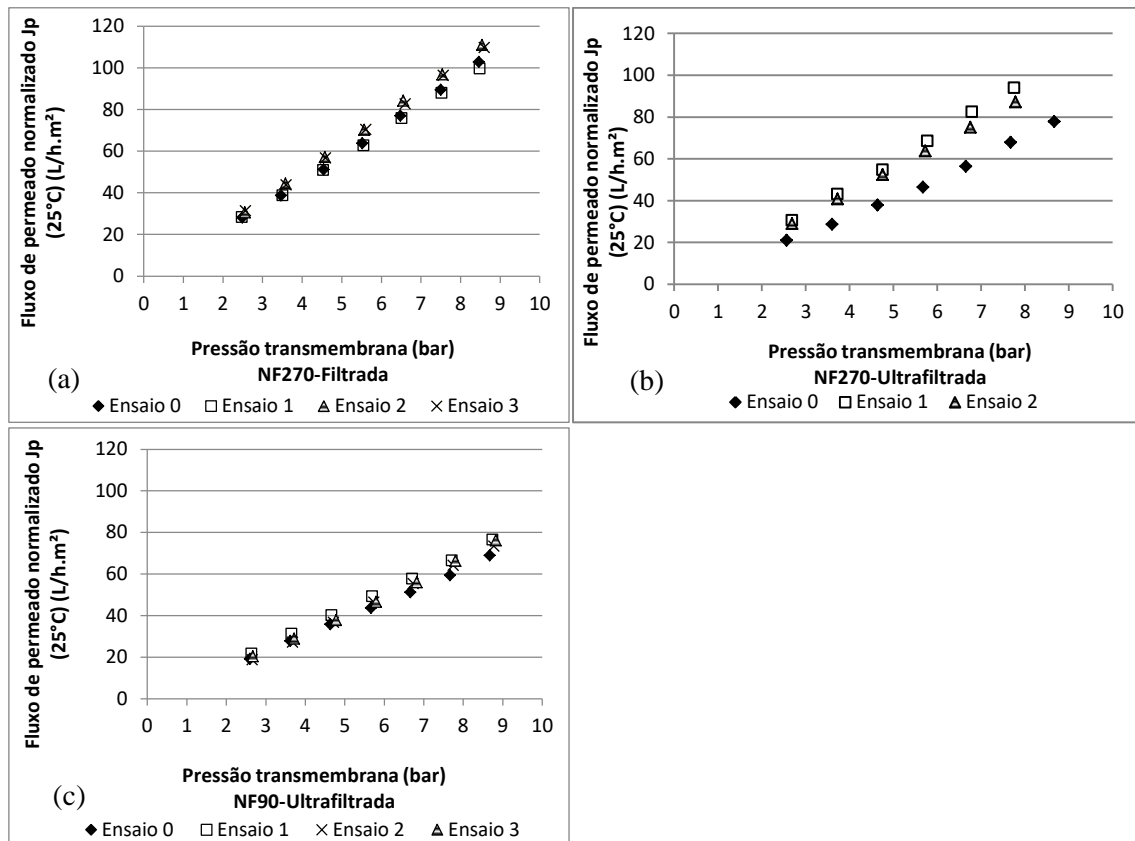 Fluxo de permeado normalizado Jp
(25°C) (L/h.m²)
120
100
80
60
40
20
0
0 1 2 3 4 5 6 7 8 9 10
Pressão transmembrana (bar)
NF270-Filtrada
(a)
Ensaio 0 Ensaio 1 Ensaio 2 Ensaio 3
Fluxo de permeado normalizado Jp
(25°C) (L/h.m²)
120
100
80
60
40
20
0
0 1 2 3 4 5 6 7 8 9 10
Pressão transmembrana (bar)
NF270-Ultrafiltrada
(b)
Ensaio 0 Ensaio 1 Ensaio 2
Fluxo de permeado normalizado Jp
(25°C) (L/h.m²)
120
100
80
60
40
20
0
0 1 2 3 4 5 6 7 8 9 10
Pressão transmembrana (bar)
NF90-Ultrafiltrada
(c)
Ensaio 0 Ensaio 1 Ensaio 2 Ensaio 3